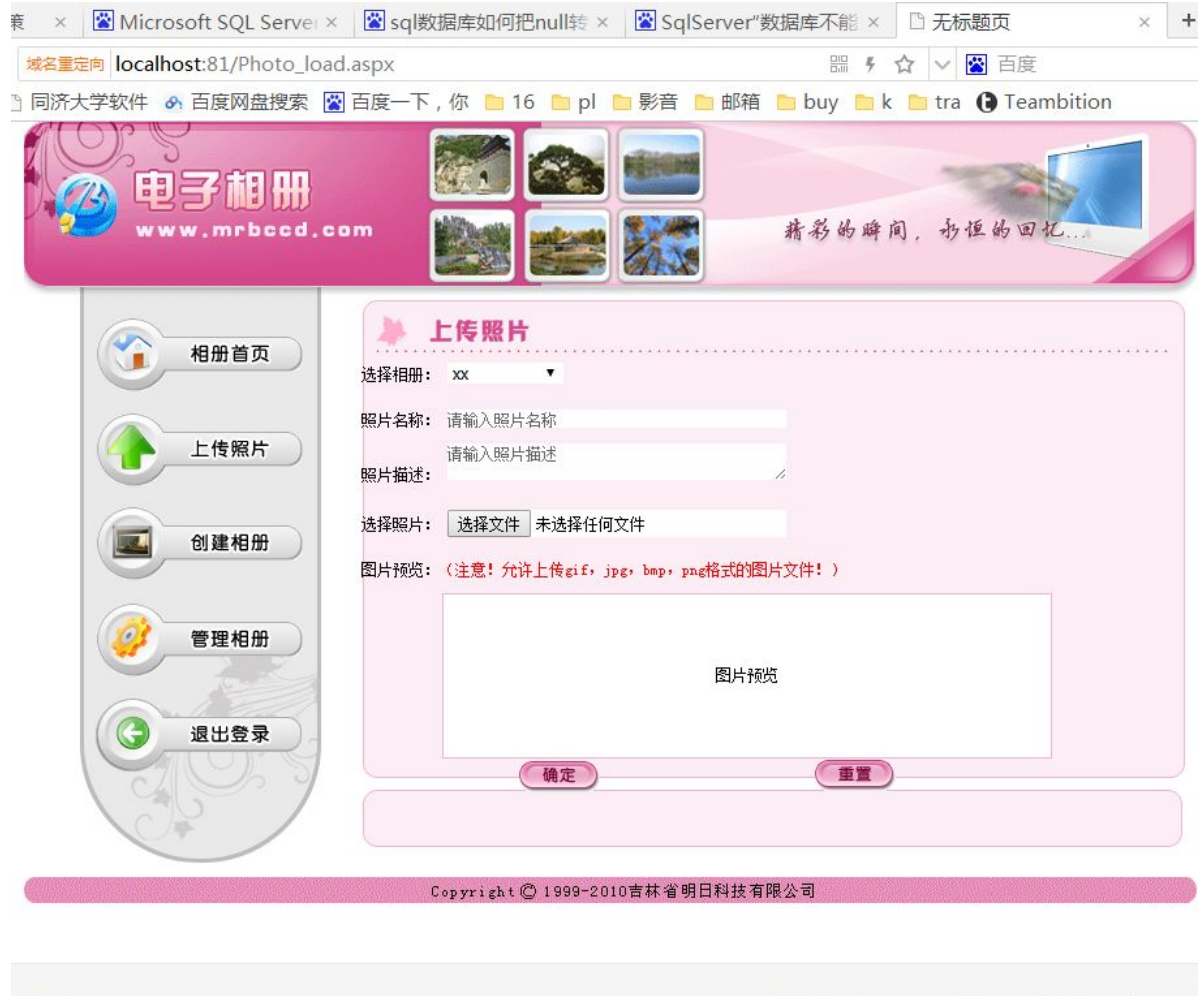 Microsoft SQL Server
sql数据库如何把null转
SqlServer“数据库不能
无标题页
域名重定向 localhost:81/Photo_load.aspx
百度
同济大学软件 百度网盘搜索 百度一下，你 16 pl 影音 邮箱 buy k tra Teambition
电子相册
www.mrbccd.com
精彩的瞬间，永恒的回忆...
相册首页
上传照片
创建相册
管理相册
退出登录
上传照片
选择相册： xx
照片名称： 请输入照片名称
照片描述： 请输入照片描述
选择照片： 选择文件 未选择任何文件
图片预览：（注意！允许上传gif，jpg，bmp，png格式的图片文件！）
图片预览
确定 重置
Copyright © 1999-2010吉林省明日科技有限公司